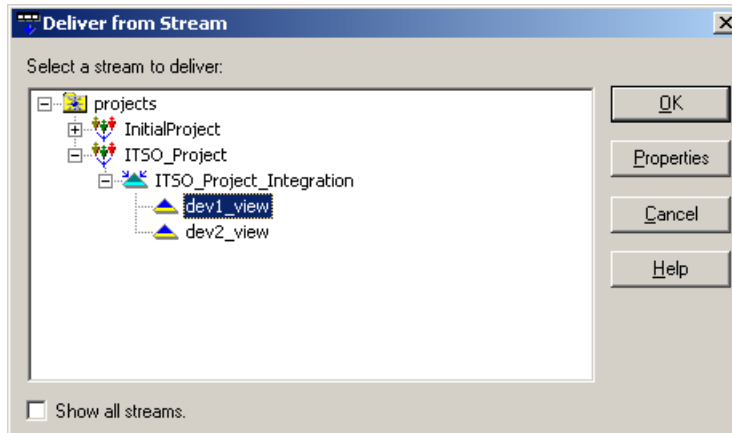 Deliver from Stream
Select a stream to deliver:
projects
InitialProject
ITSO_Project
ITSO_Project_Integration
dev1_view
dev2_view
OK
Properties
Cancel
Help
Show all streams.